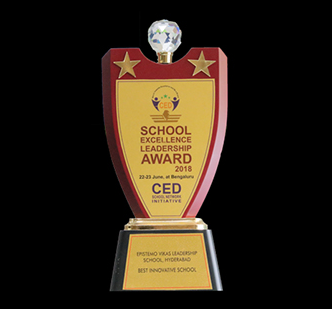 CED
SCHOOL
EXCELLENCE
LEADERSHIP
AWARD
2018
22-23 June, at Bengaluru
CED
SCHOOL NETWORK
INITIATIVE
EPISTEMO VIKAS LEADERSHIP
SCHOOL, HYDERABAD
BEST INNOVATIVE SCHOOL